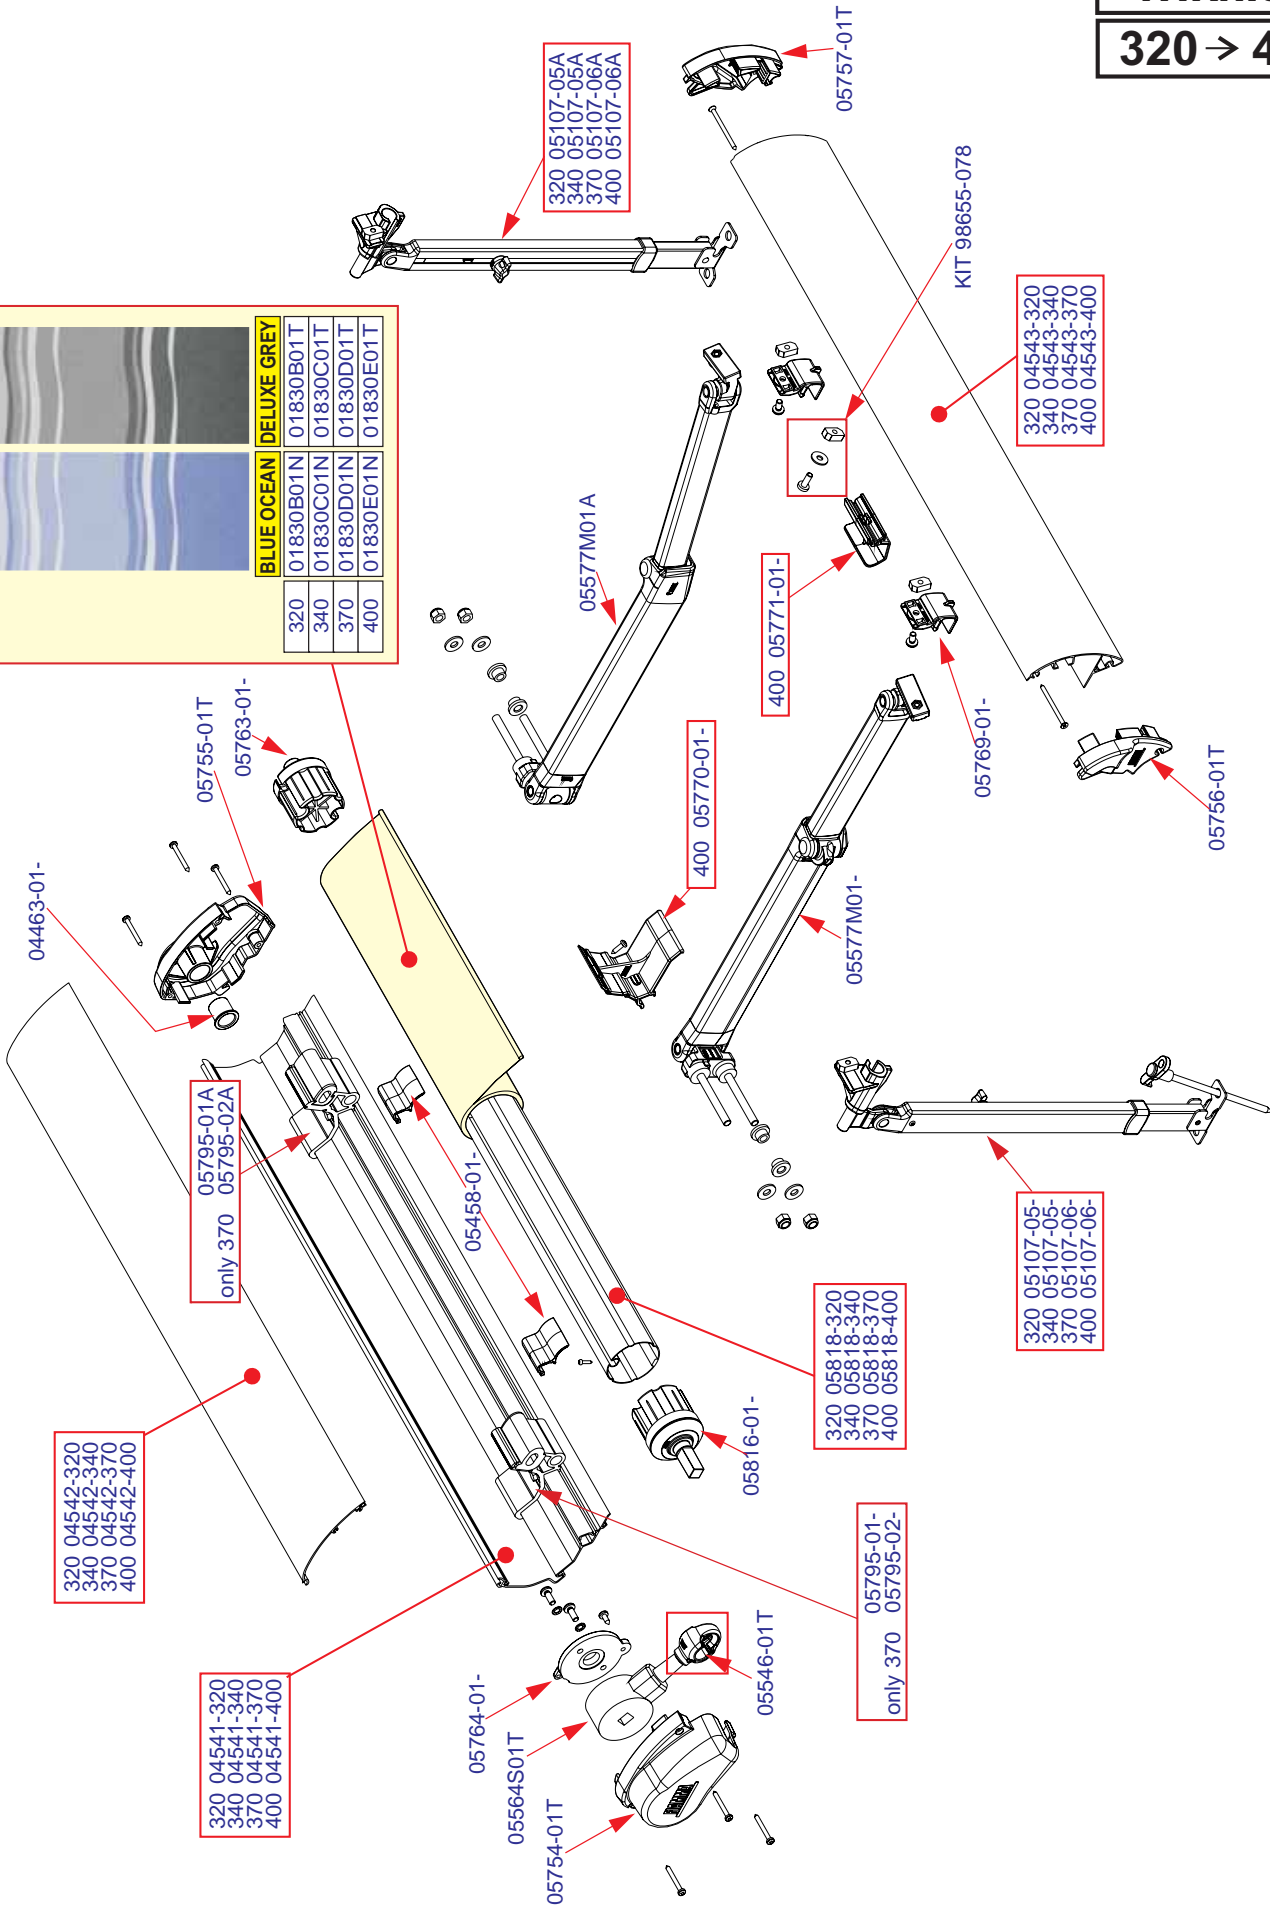 320 → 4
05757-01T
320 05107-05A
340 05107-05A
370 05107-06A
400 05107-06A
KIT 98655-078
320 04543-320
340 04543-340
370 04543-370
400 04543-400
BLUE OCEAN DELUXE GREY
320 01830B01N 01830B01T
340 01830C01N 01830C01T
370 01830D01N 01830D01T
400 01830E01N 01830E01T
05577M01A
400 05771-01-
05769-01-
05756-01T
05763-01-
05755-01T
04463-01-
400 05770-01-
05577M01-
05795-01A
only 370 05795-02A
05458-01-
320 05107-05-
340 05107-05-
370 05107-06-
400 05107-06-
320 05818-320
340 05818-340
370 05818-370
400 05818-400
05816-01-
320 04542-320
340 04542-340
370 04542-370
400 04542-400
05795-01-
only 370 05795-02-
320 04541-320
340 04541-340
370 04541-370
400 04541-400
05764-01-
05564S01T
05546-01T
05754-01T